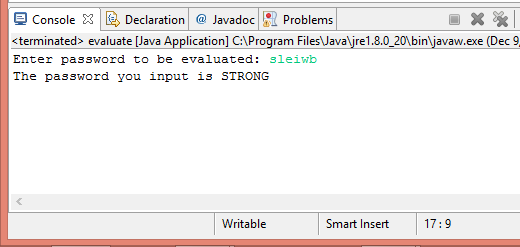 Console Declaration @ Javadoc Problems
<terminated> evaluate [Java Application] C:\Program Files\Java\jre1.8.0_20\bin\javaw.exe (Dec 9,
Enter password to be evaluated: sleiwb
The password you input is STRONG
Writable Smart Insert 17 : 9